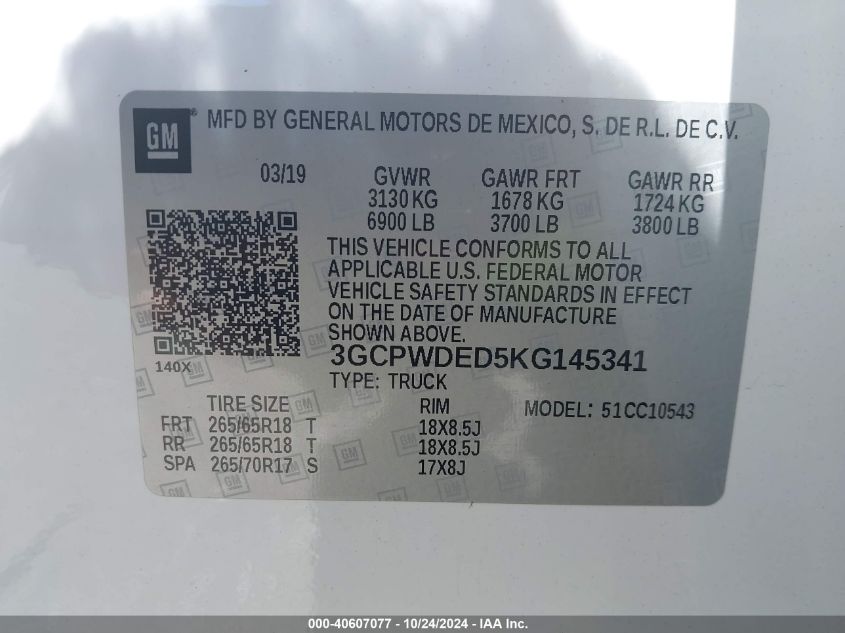 GM ® MFD BY GENERAL MOTORS DE MEXICO, S. DE R.L. DE C.V.
03/19 GVWR GAWR FRT GAWR RR
3130 KG 1678 KG 1724 KG
6900 LB 3700 LB 3800 LB
THIS VEHICLE CONFORMS TO ALL
APPLICABLE U.S. FEDERAL MOTOR
VEHICLE SAFETY STANDARDS IN EFFECT
ON THE DATE OF MANUFACTURE
SHOWN ABOVE.
140X 3GCPWDED5KG145341
TYPE: TRUCK
TIRE SIZE RIM MODEL: 51CC10543
FRT 265/65R18 T 18X8.5J
RR 265/65R18 T 18X8.5J
SPA 265/70R17 S 17X8J
000-40607077 - 10/24/2024 - IAA Inc.